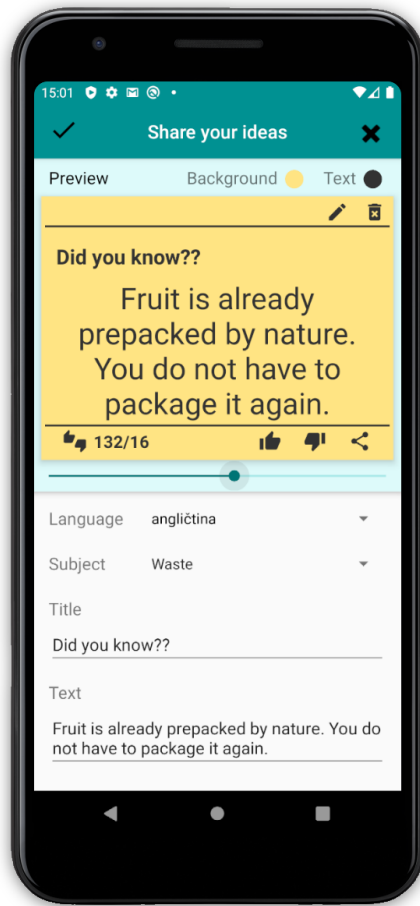 15:01
Share your ideas
Preview Background Text
Did you know??
Fruit is already
prepacked by nature.
You do not have to
package it again.
132/16
Language angličtina
Subject Waste
Title
Did you know??
Text
Fruit is already prepacked by nature. You do
not have to package it again.